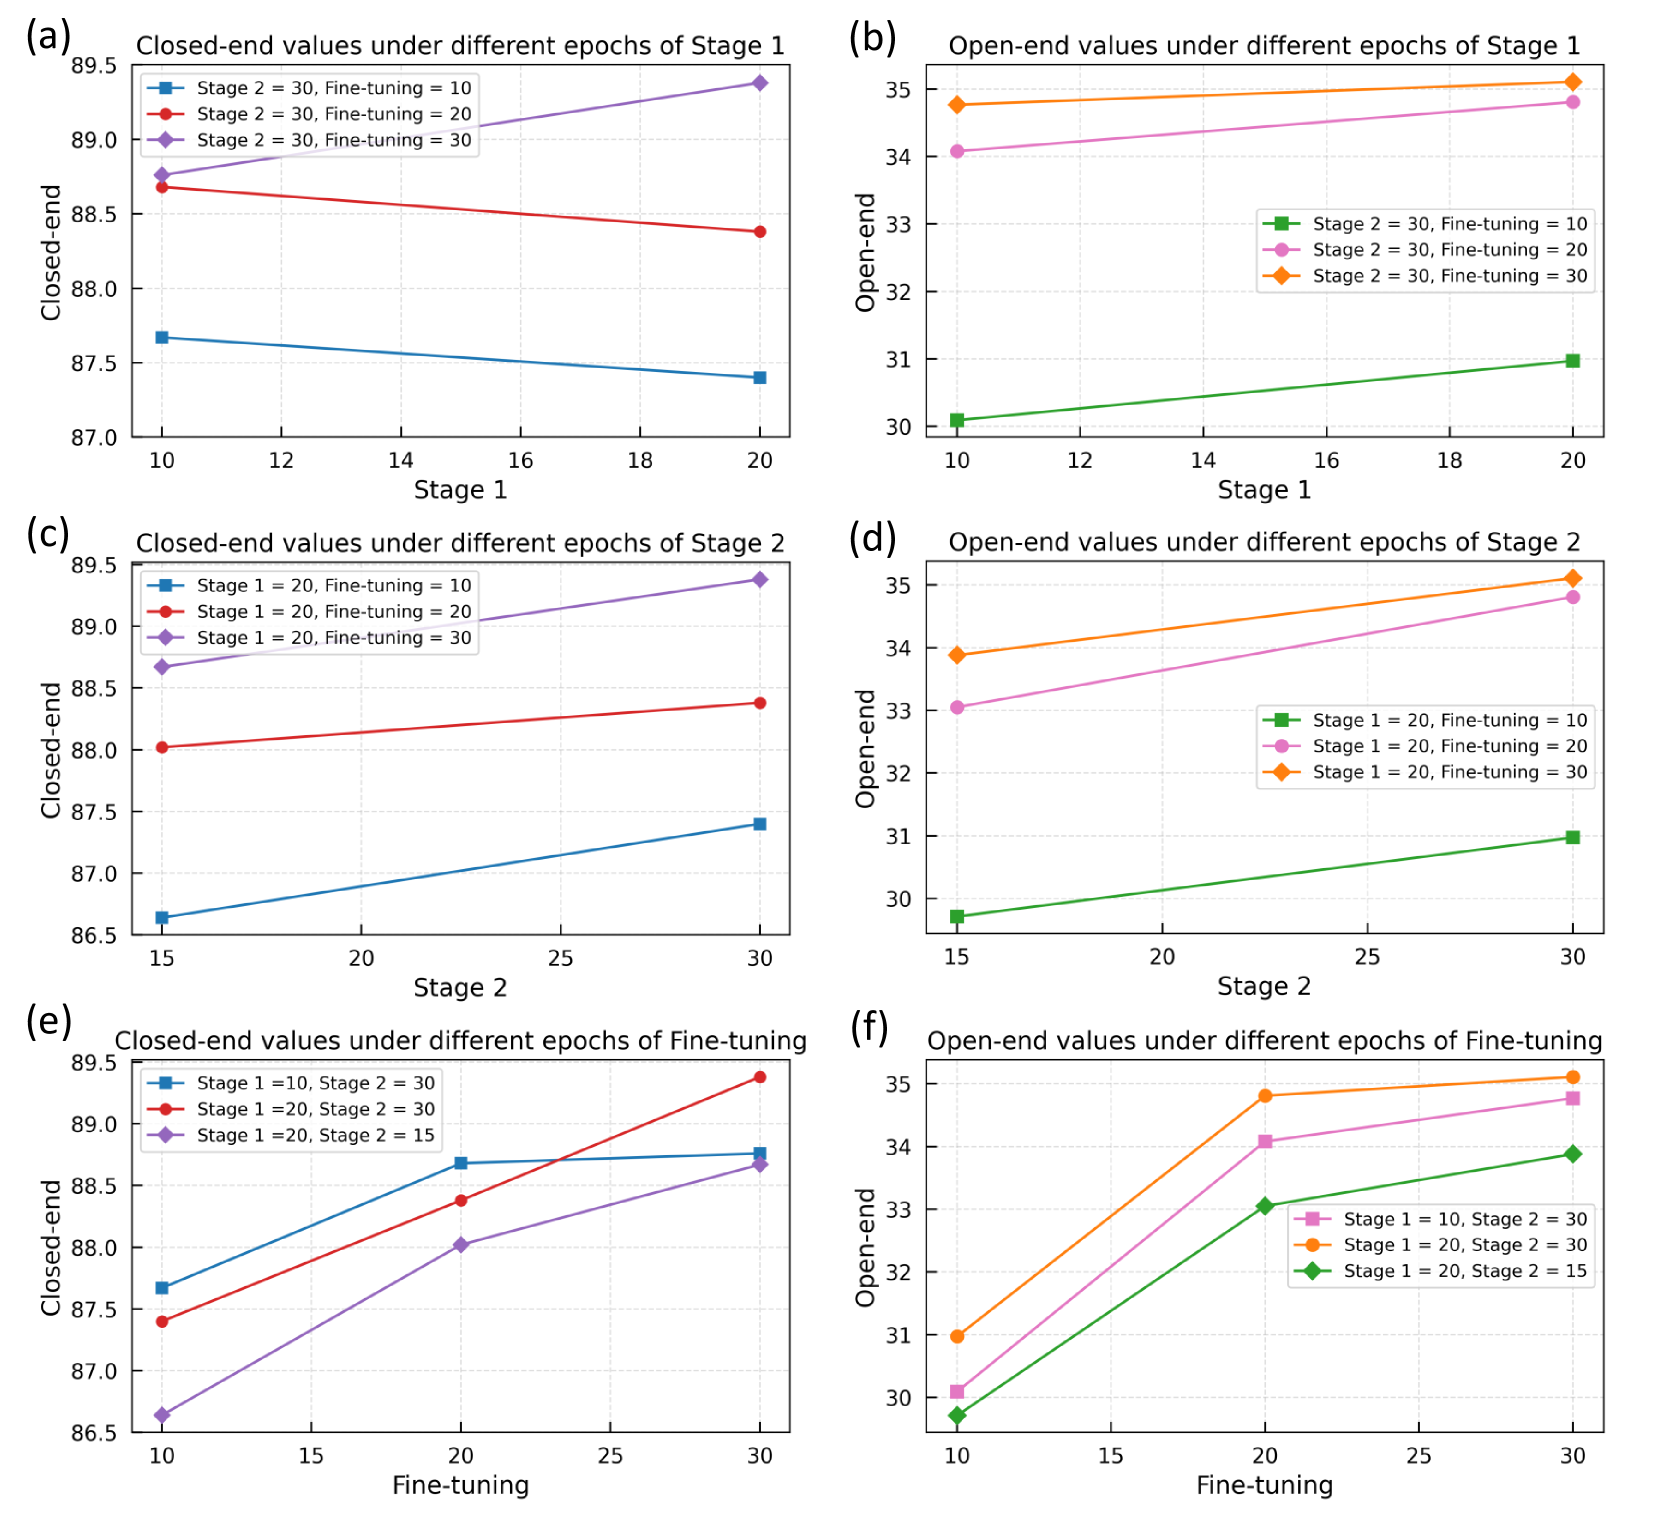 (a)
Closed-end values under different epochs of Stage 1
89.5
89.0
88.5
88.0
87.5
87.0
Closed-end
Stage 2 = 30, Fine-tuning = 10
Stage 2 = 30, Fine-tuning = 20
Stage 2 = 30, Fine-tuning = 30
10 12 14 16 18 20
Stage 1
(b)
Open-end values under different epochs of Stage 1
35
34
33
32
31
30
Open-end
Stage 2 = 30, Fine-tuning = 10
Stage 2 = 30, Fine-tuning = 20
Stage 2 = 30, Fine-tuning = 30
10 12 14 16 18 20
Stage 1
(c)
Closed-end values under different epochs of Stage 2
89.5
89.0
88.5
88.0
87.5
87.0
86.5
Closed-end
Stage 1 = 20, Fine-tuning = 10
Stage 1 = 20, Fine-tuning = 20
Stage 1 = 20, Fine-tuning = 30
15 20 25 30
Stage 2
(d)
Open-end values under different epochs of Stage 2
35
34
33
32
31
30
Open-end
Stage 1 = 20, Fine-tuning = 10
Stage 1 = 20, Fine-tuning = 20
Stage 1 = 20, Fine-tuning = 30
15 20 25 30
Stage 2
(e)
Closed-end values under different epochs of Fine-tuning
89.5
89.0
88.5
88.0
87.5
87.0
86.5
Closed-end
Stage 1 =10, Stage 2 = 30
Stage 1 =20, Stage 2 = 30
Stage 1 =20, Stage 2 = 15
10 15 20 25 30
Fine-tuning
(f)
Open-end values under different epochs of Fine-tuning
35
34
33
32
31
30
Open-end
Stage 1 = 10, Stage 2 = 30
Stage 1 = 20, Stage 2 = 30
Stage 1 = 20, Stage 2 = 15
10 15 20 25 30
Fine-tuning